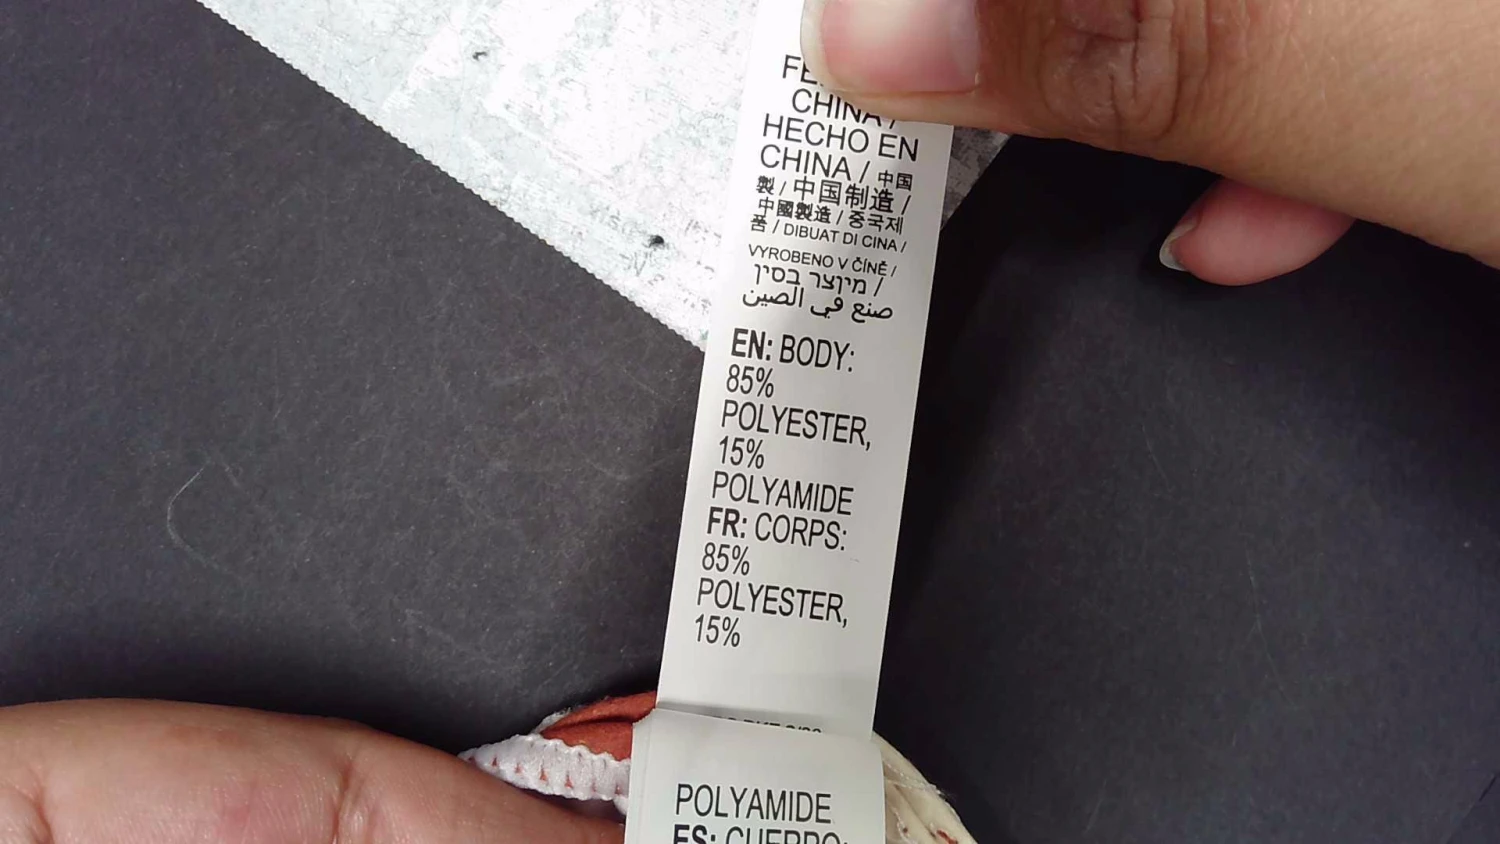 CHINA /
HECHO EN
CHINA / 中国
製 / 中国制造 /
中國製造 / 중국제
품 / DIBUAT DI CINA /
VYROBENO V ČÍNĚ /
מיוצר בסין /
صنع في الصين
EN: BODY:
85%
POLYESTER,
15%
POLYAMIDE
FR: CORPS:
85%
POLYESTER,
15%
POLYAMIDE
ES: CUERPO: